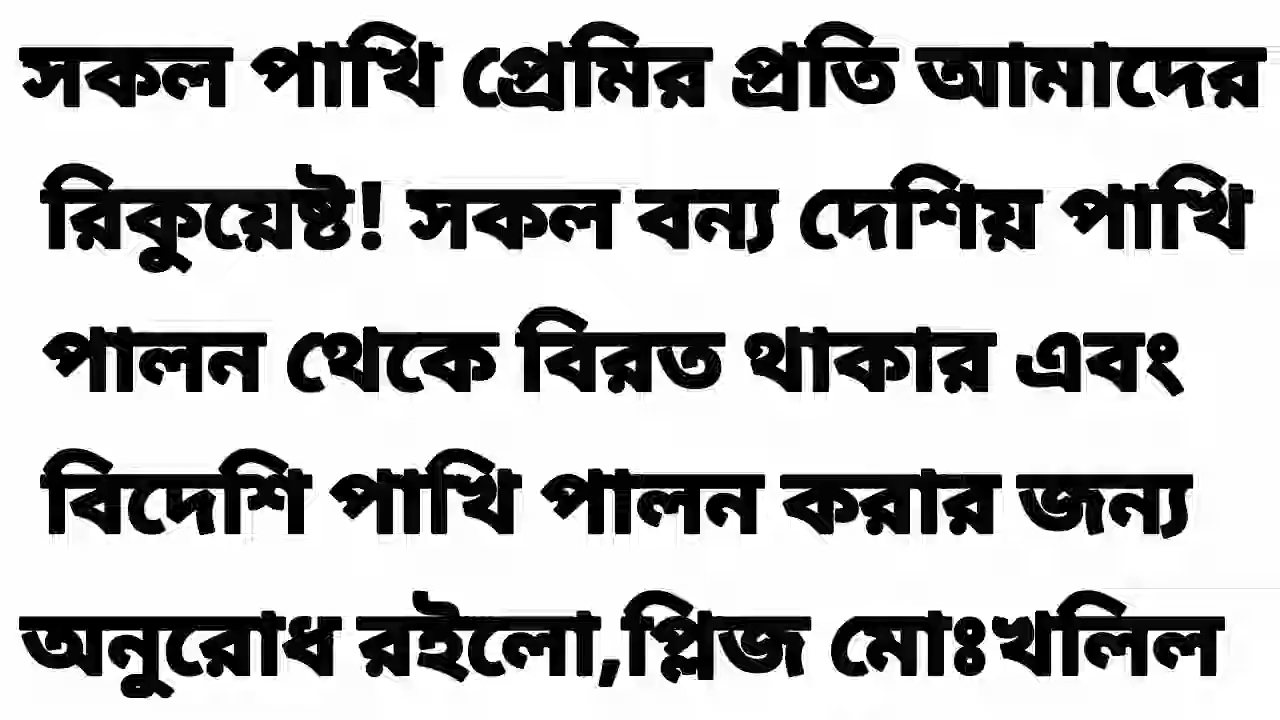 সকল পাখি প্রেমির প্রতি আমাদের
রিকুয়েষ্ট! সকল বন্য দেশিয় পাখি
পালন থেকে বিরত থাকার এবং
বিদেশি পাখি পালন করার জন্য
অনুরোধ রইলো,প্লিজ মোঃখলিল